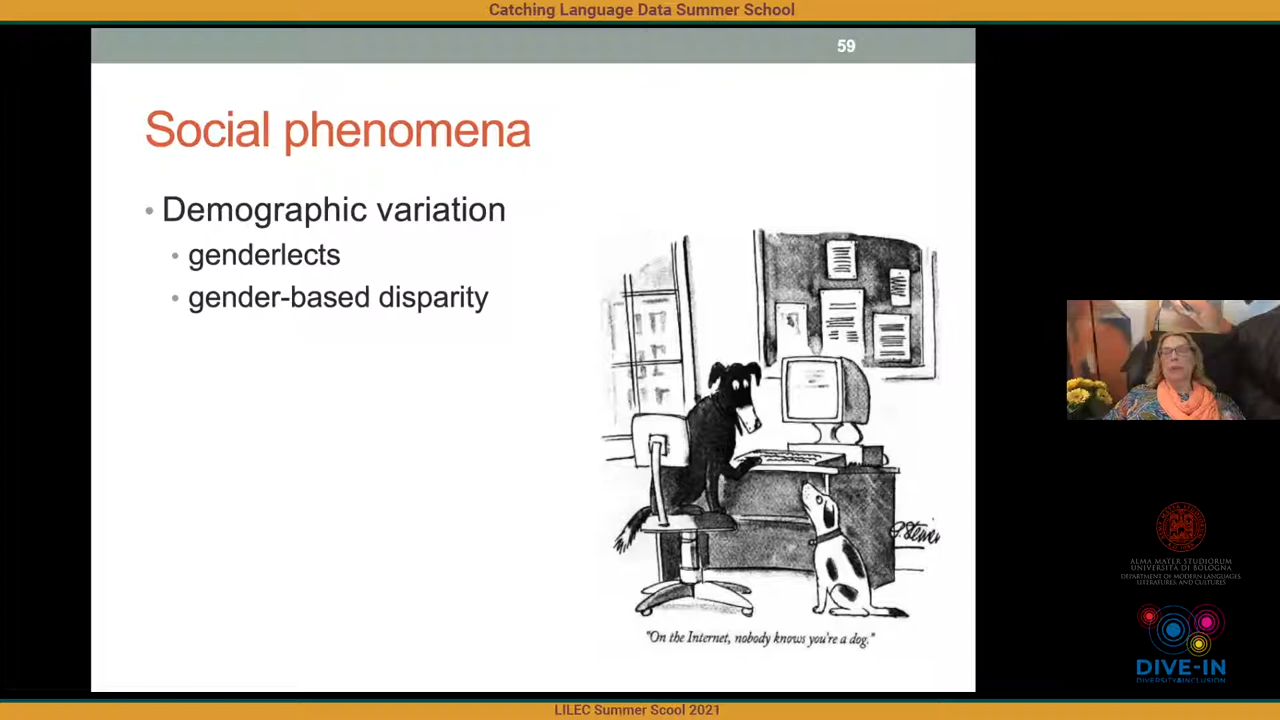 Catching Language Data Summer School
59
Social phenomena
• Demographic variation
• genderlects
• gender-based disparity
"On the Internet, nobody knows you're a dog."
ALMA MATER STUDIORUM
UNIVERSITÀ DI BOLOGNA
DEPARTMENT OF MODERN LANGUAGES,
LITERATURES, AND CULTURES
DIVE-IN
DIVERSITY&INCLUSION
LILEC Summer Scool 2021